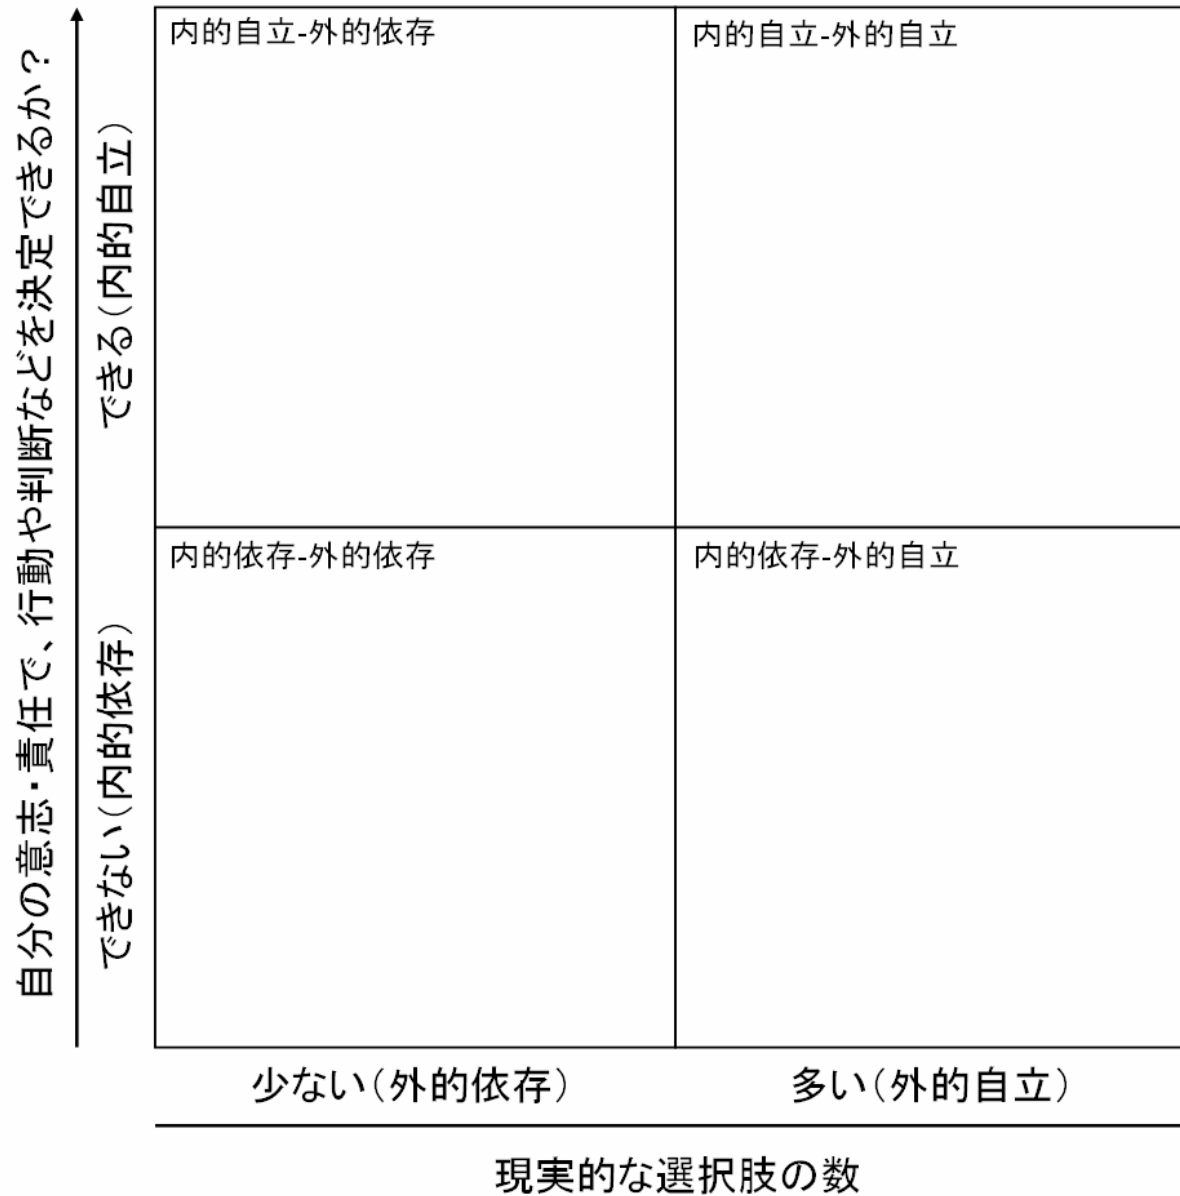 自分の意志・責任で、行動や判断などを決定できるか？
できる(内的自立)
できない(内的依存)
内的自立-外的依存
内的自立-外的自立
内的依存-外的依存
内的依存-外的自立
少ない(外的依存)
多い(外的自立)
現実的な選択肢の数